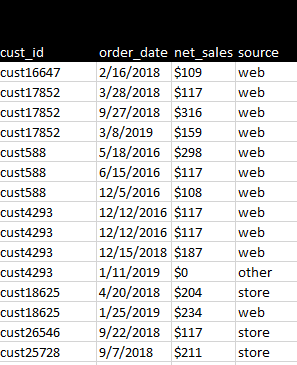 cust_id order_date net_sales source
cust16647 2/16/2018 $109 web
cust17852 3/28/2018 $117 web
cust17852 9/27/2018 $316 web
cust17852 3/8/2019 $159 web
cust588 5/18/2016 $298 web
cust588 6/15/2016 $117 web
cust588 12/5/2016 $108 web
cust4293 12/12/2016 $117 web
cust4293 12/12/2016 $117 web
cust4293 12/15/2018 $187 web
cust4293 1/11/2019 $0 other
cust18625 4/20/2018 $204 store
cust18625 1/25/2019 $234 web
cust26546 9/22/2018 $117 store
cust25728 9/7/2018 $211 store